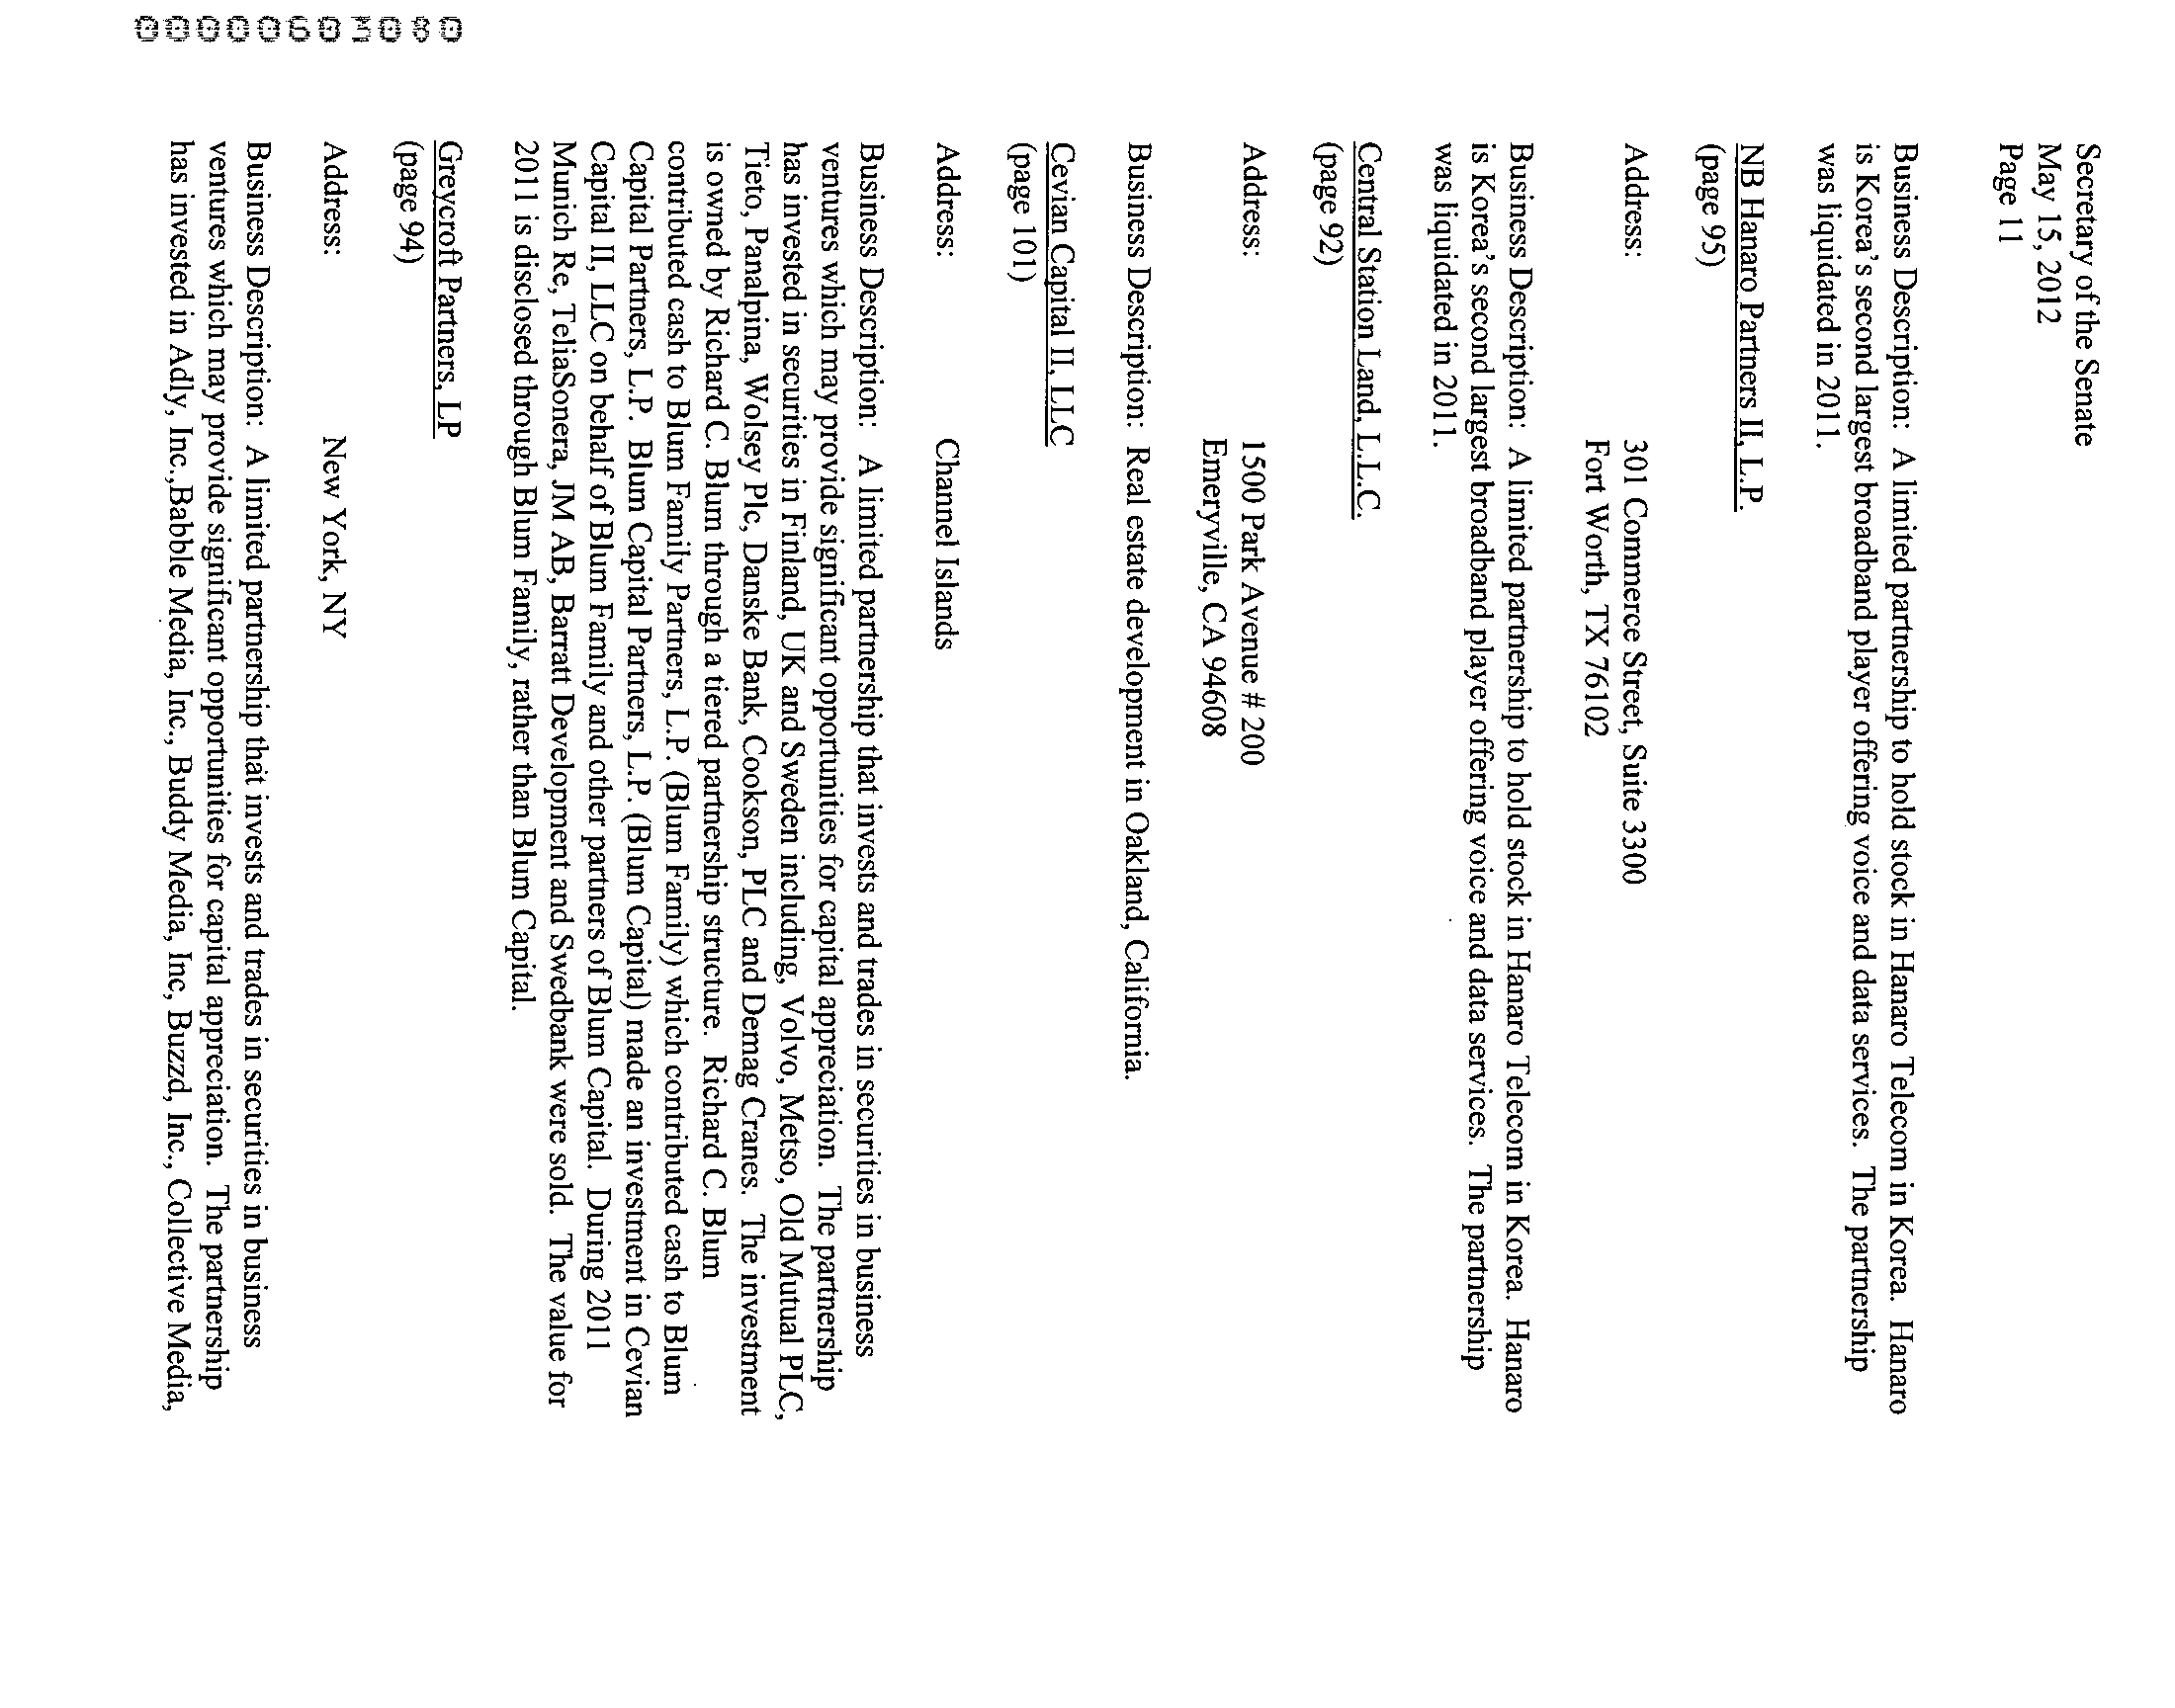 Secretary of the Senate
May 15, 2012
Page 11
Business Description: A limited partnership to hold stock in Hanaro Telecom in Korea. Hanaro
is Korea's second largest broadband player offering voice and data services. The partnership
was liquidated in 2011.
NB Hanaro Partners II, L.P.
(page 95)
Address: 301 Commerce Street, Suite 3300
Fort Worth, TX 76102
Business Description: A limited partnership to hold stock in Hanaro Telecom in Korea. Hanaro
is Korea's second largest broadband player offering voice and data services. The partnership
was liquidated in 2011.
Central Station Land, L.L.C.
(page 92)
Address: 1500 Park Avenue # 200
Emeryville, CA 94608
Business Description: Real estate development in Oakland, California.
Cevian Capital II, LLC
(page 101)
Address: Channel Islands
Business Description: A limited partnership that invests and trades in securities in business
ventures which may provide significant opportunities for capital appreciation. The partnership
has invested in securities in Finland, UK and Sweden including, Volvo, Metso, Old Mutual PLC,
Tieto, Panalpina, Wolsey Plc, Danske Bank, Cookson, PLC and Demag Cranes. The investment
is owned by Richard C. Blum through a tiered partnership structure. Richard C. Blum
contributed cash to Blum Family Partners, L.P. (Blum Family) which contributed cash to Blum
Capital Partners, L.P. Blum Capital Partners, L.P. (Blum Capital) made an investment in Cevian
Capital II, LLC on behalf of Blum Family and other partners of Blum Capital. During 2011
Munich Re, TeliaSonera, JM AB, Barratt Development and Swedbank were sold. The value for
2011 is disclosed through Blum Family, rather than Blum Capital.
Greycroft Partners, LP
(page 94)
Address: New York, NY
Business Description: A limited partnership that invests and trades in securities in business
ventures which may provide significant opportunities for capital appreciation. The partnership
has invested in Adly, Inc.,Babble Media, Inc., Buddy Media, Inc, Buzzd, Inc., Collective Media,
00000603080